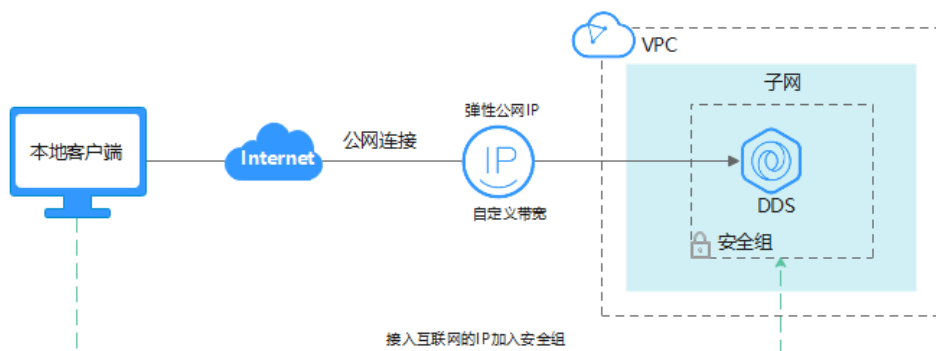 VPC
子网
弹性公网IP
公网连接
本地客户端
Internet
IP
自定义带宽
DDS
安全组
接入互联网的IP加入安全组